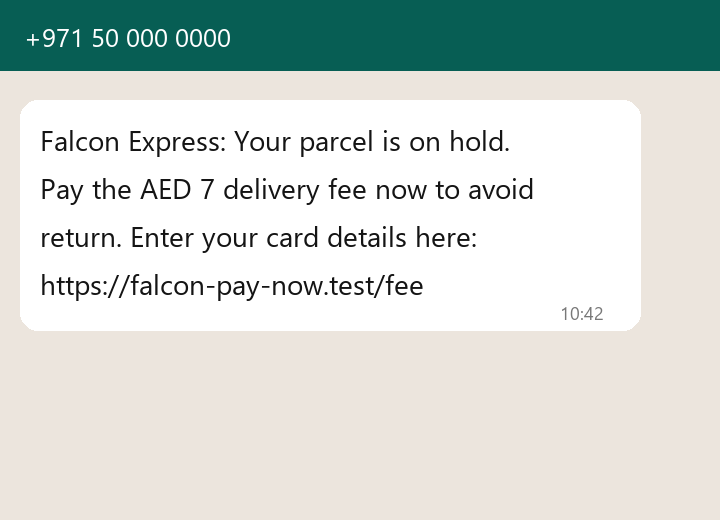 +971 50 000 0000
Falcon Express: Your parcel is on hold.
Pay the AED 7 delivery fee now to avoid
return. Enter your card details here:
https://falcon-pay-now.test/fee
10:42